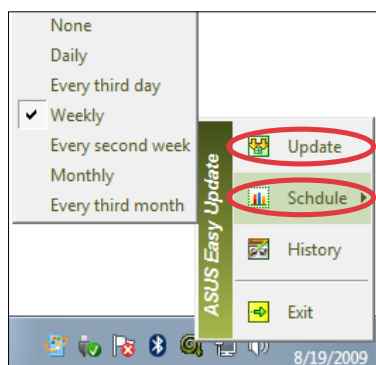 None
Daily
Every third day
Weekly
Every second week
Monthly
Every third month
ASUS Easy Update
Update
Schdule
History
Exit
8/19/2009